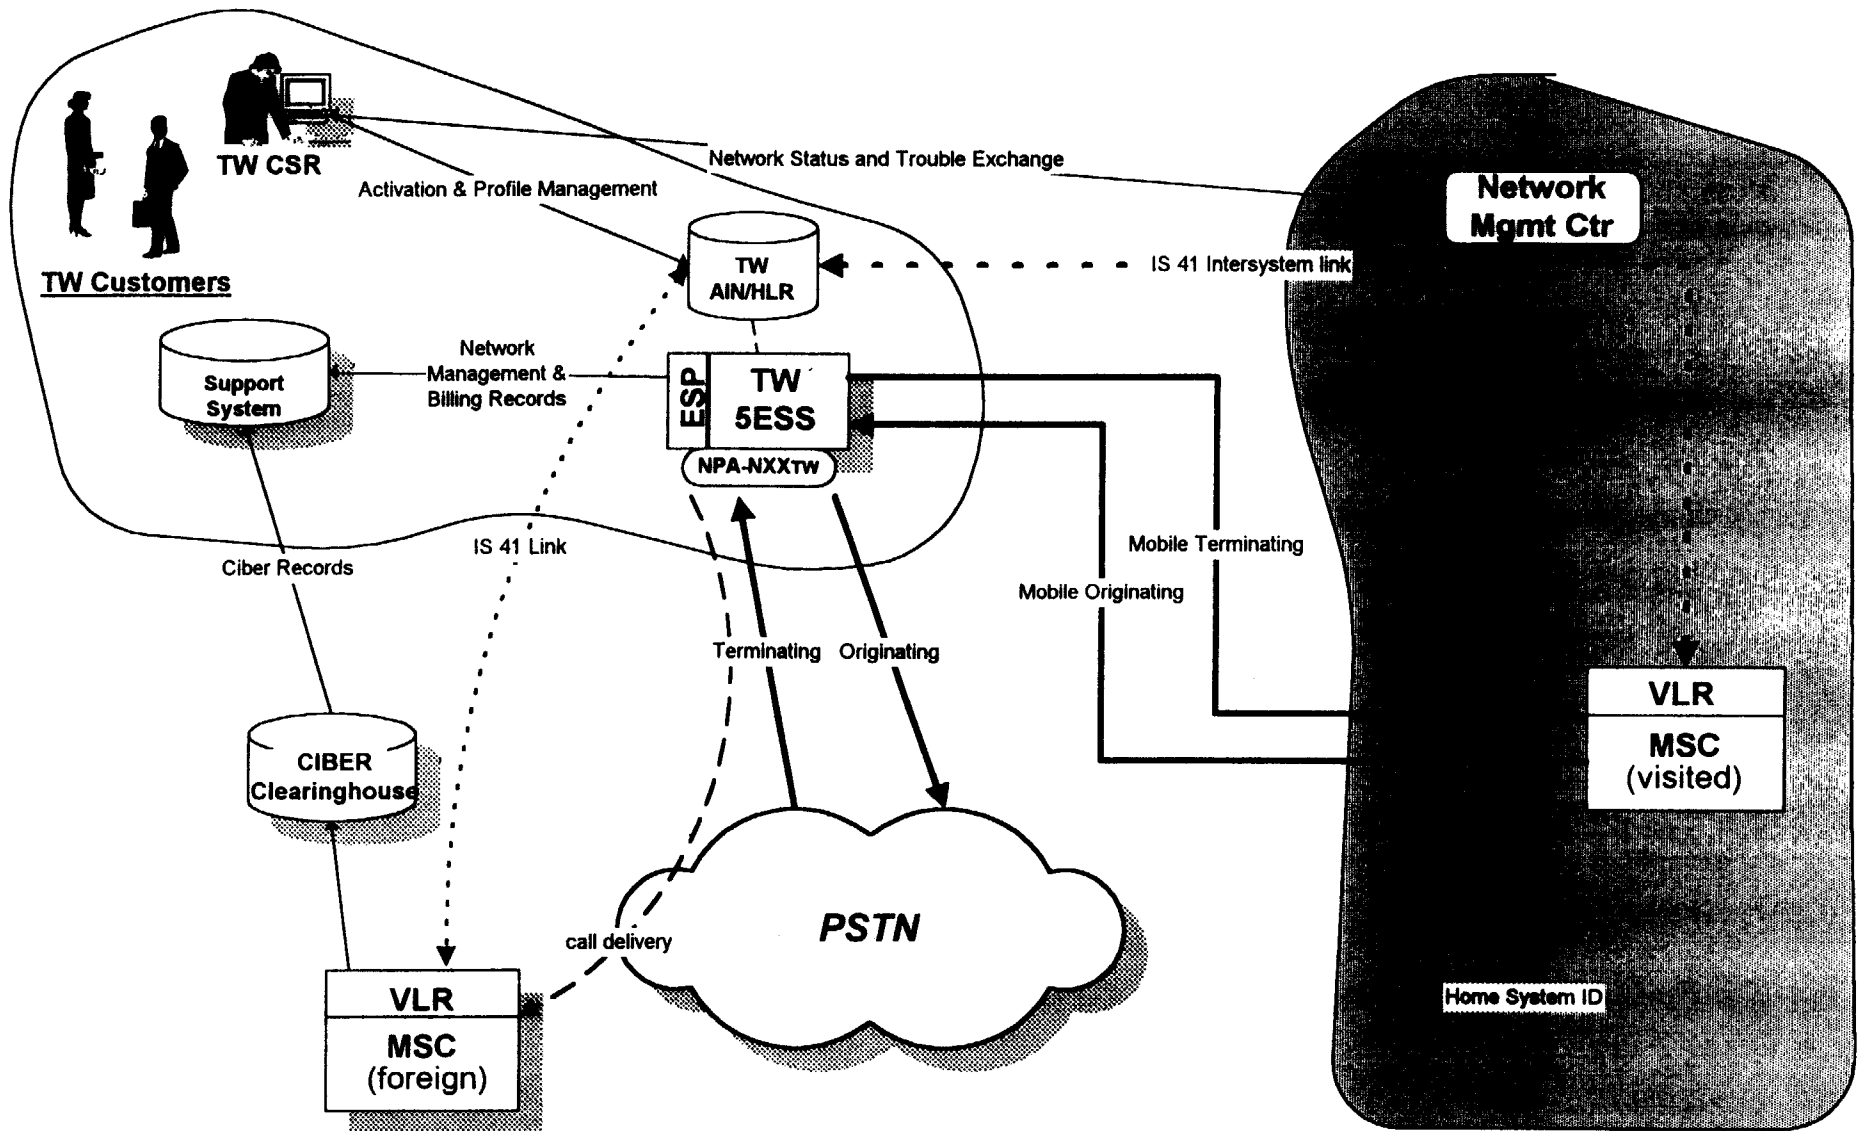 TW CSR
TW Customers
Network Status and Trouble Exchange
Activation & Profile Management
Network
Mgmt Ctr
TW
AIN/HLR
IS 41 Intersystem link
Support
System
Network
Management &
Billing Records
ESP
TW
5ESS
NPA-NXXTW
IS 41 Link
Ciber Records
Mobile Terminating
Mobile Originating
Terminating
Originating
VLR
MSC
(visited)
CIBER
Clearinghouse
PSTN
call delivery
VLR
MSC
(foreign)
Home System ID